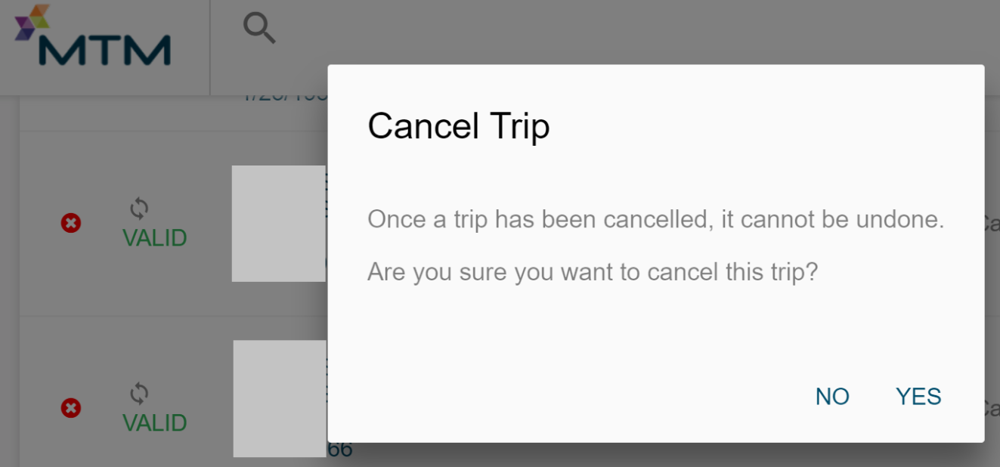 MTM
Cancel Trip
Once a trip has been cancelled, it cannot be undone.
Are you sure you want to cancel this trip?
NO
YES
VALID
VALID
66